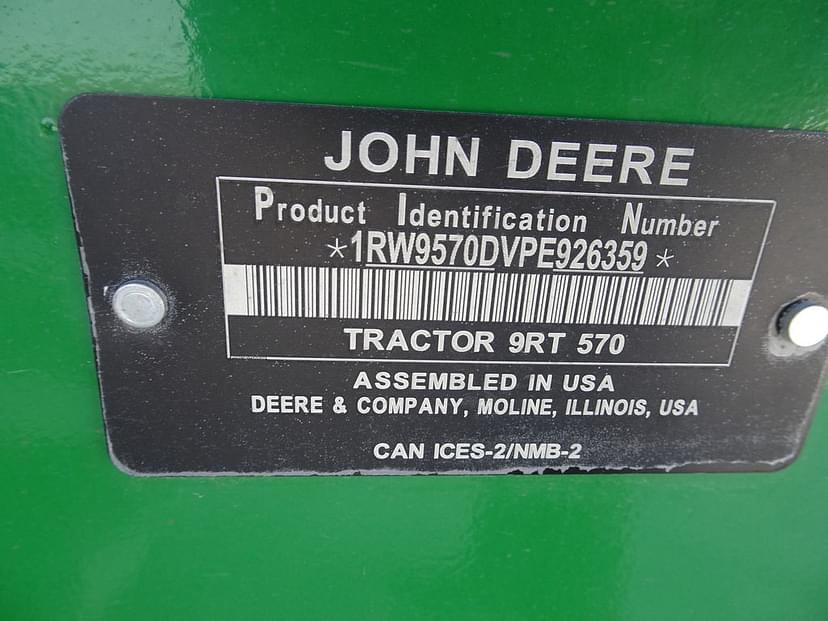 JOHN DEERE
Product Identification Number
*1RW9570DVPE926359*
TRACTOR 9RT 570
ASSEMBLED IN USA
DEERE & COMPANY, MOLINE, ILLINOIS, USA
CAN ICES-2/NMB-2